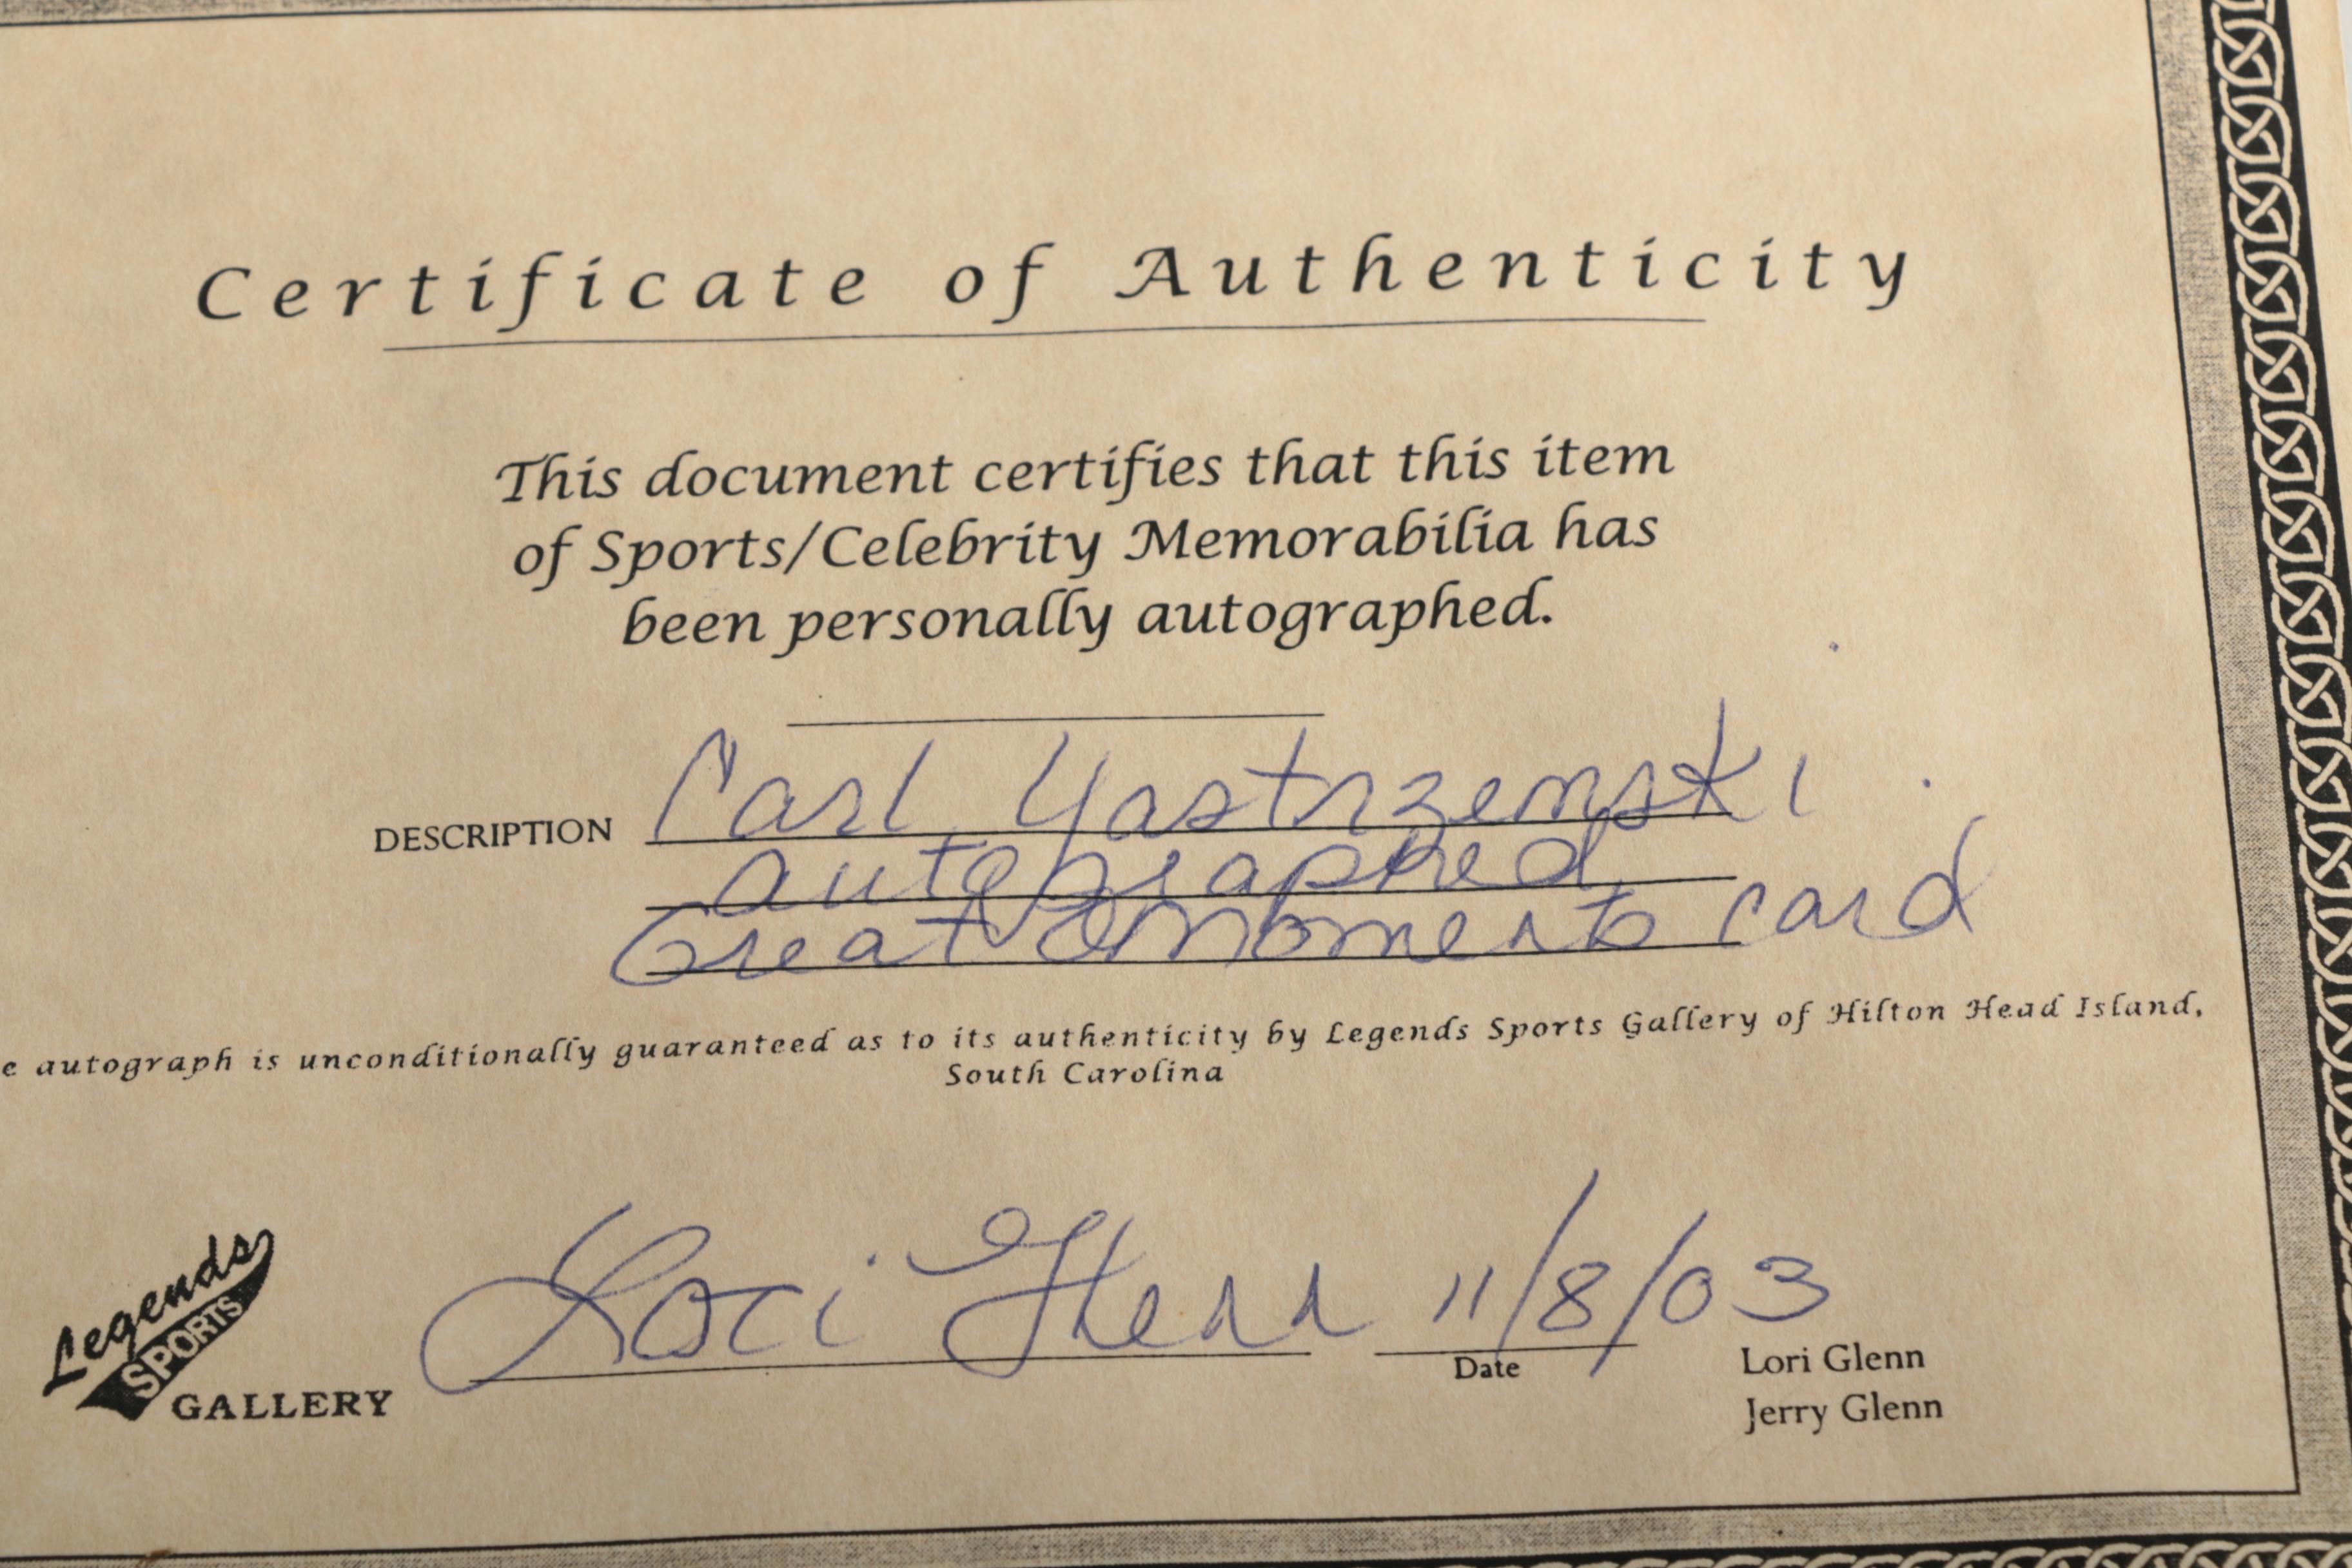 Certificate of Authenticity
This document certifies that this item
of Sports/Celebrity Memorabilia has
been personally autographed.
DESCRIPTION Carl Yastrzemski
autographed
Great Moments card
e autograph is unconditionally guaranteed as to its authenticity by Legends Sports Gallery of Hilton Head Island,
South Carolina
Legends
SPORTS
GALLERY
Lori Glenn 11/8/03
Date
Lori Glenn
Jerry Glenn